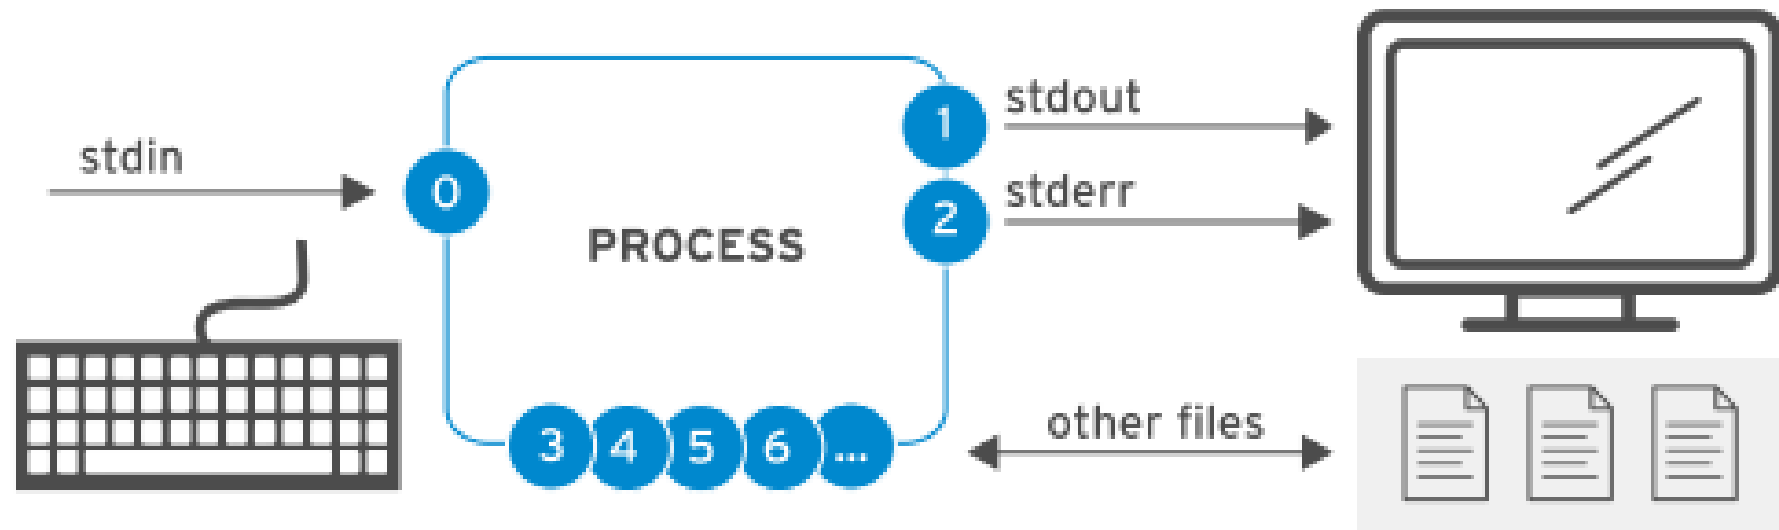 stdin
0
PROCESS
1
stdout
2
stderr
3 4 5 6 ...
other files